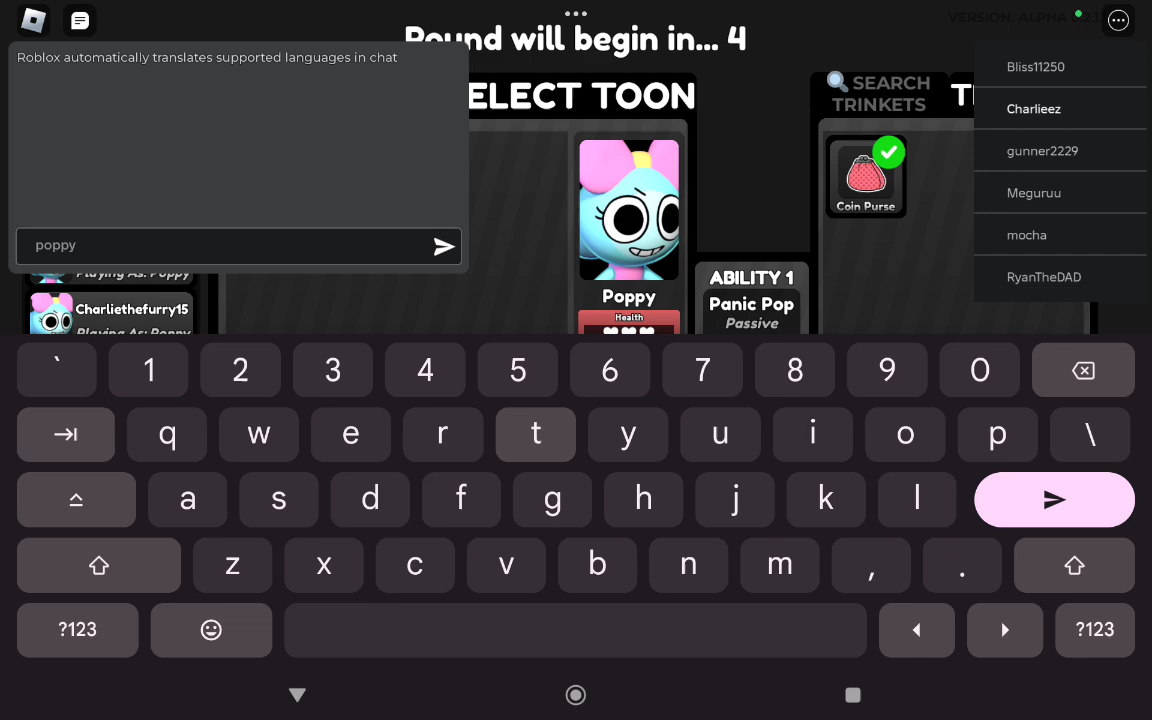 VERSION: ALPHA
Round will begin in... 4
Roblox automatically translates supported languages in chat
poppy
ELECT TOON
SEARCH
TRINKETS
Coin Purse
Bliss11250
Charlieez
gunner2229
Meguruu
mocha
RyanTheDAD
Playing As: Poppy
Charliethefurry15
Playing As: Poppy
Poppy
Health
ABILITY 1
Panic Pop
Passive
` 1 2 3 4 5 6 7 8 9 0
q w e r t y u i o p \
a s d f g h j k l
z x c v b n m , .
?123 ?123